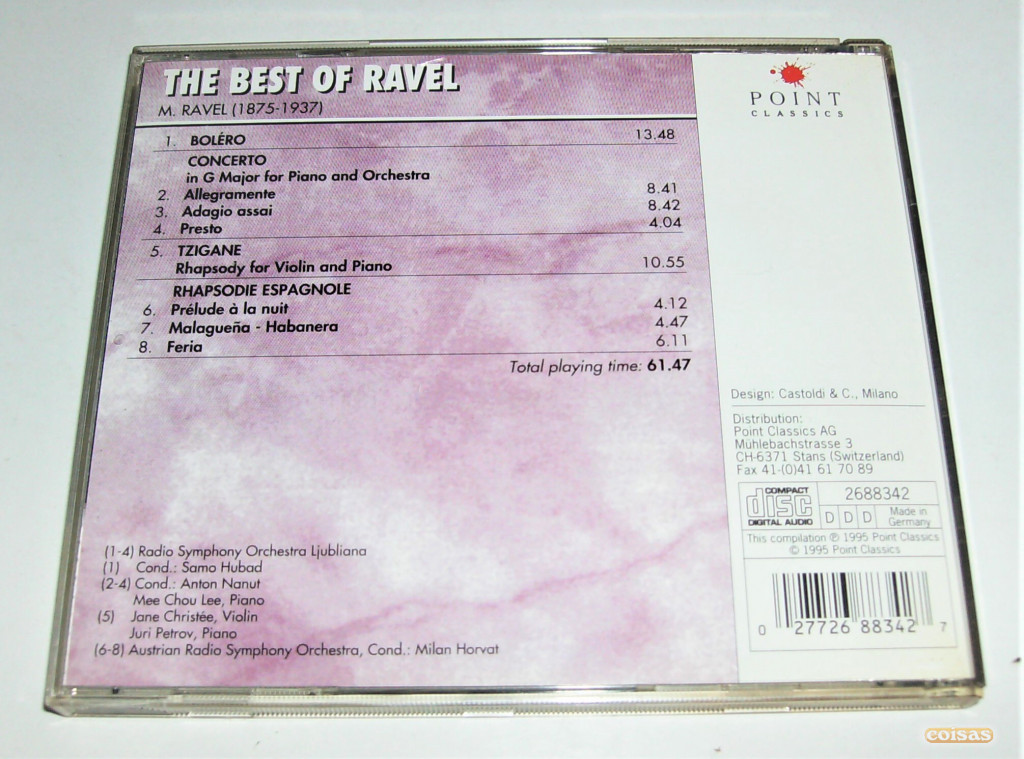 THE BEST OF RAVEL
M. RAVEL (1875-1937)
1. BOLÉRO 13.48
CONCERTO
in G Major for Piano and Orchestra
2. Allegramente 8.41
3. Adagio assai 8.42
4. Presto 4.04
5. TZIGANE
Rhapsody for Violin and Piano 10.55
RHAPSODIE ESPAGNOLE
6. Prélude à la nuit 4.12
7. Malagueña - Habanera 4.47
8. Feria 6.11
Total playing time: 61.47
(1-4) Radio Symphony Orchestra Ljubliana
(1) Cond.: Samo Hubad
(2-4) Cond.: Anton Nanut
Mee Chou Lee, Piano
(5) Jane Christée, Violin
Juri Petrov, Piano
(6-8) Austrian Radio Symphony Orchestra, Cond.: Milan Horvat
POINT
CLASSICS
Design: Castoldi & C., Milano
Distribution:
Point Classics AG
Mühlebachstrasse 3
CH-6371 Stans (Switzerland)
Fax 41-(0)41 61 70 89
COMPACT
disc
DIGITAL AUDIO
2688342
D D D
Made in
Germany
This compilation ℗ 1995 Point Classics
© 1995 Point Classics
0 27726 88342 7
coisas